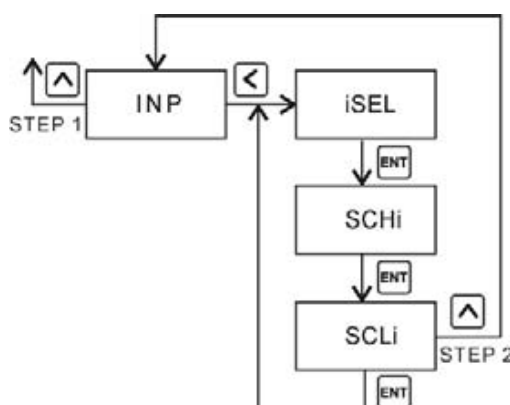 INP
iSEL
STEP 1
ENT
SCHi
ENT
SCLi
STEP 2
ENT